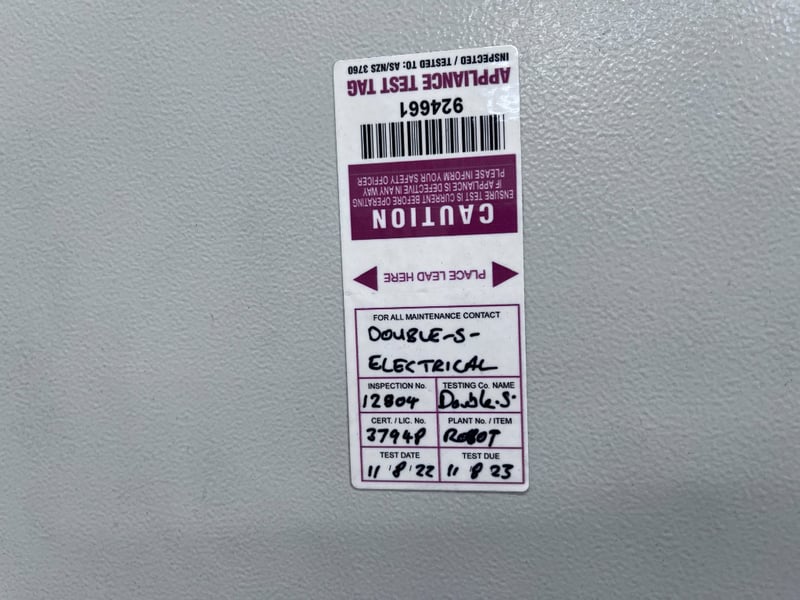 INSPECTED / TESTED TO: AS/NZS 3760
APPLIANCE TEST TAG
924661
CAUTION
ENSURE TEST IS CURRENT BEFORE OPERATING
IF APPLIANCE IS DEFECTIVE IN ANY WAY
PLEASE INFORM YOUR SAFETY OFFICER
PLACE LEAD HERE
FOR ALL MAINTENANCE CONTACT
DOUBLE-S-
ELECTRICAL
INSPECTION No. TESTING Co. NAME
12804 Double.S.
CERT. / LIC. No. PLANT No. / ITEM
3794P ROBOT
TEST DATE TEST DUE
11 / 8 / 22 11 8 23